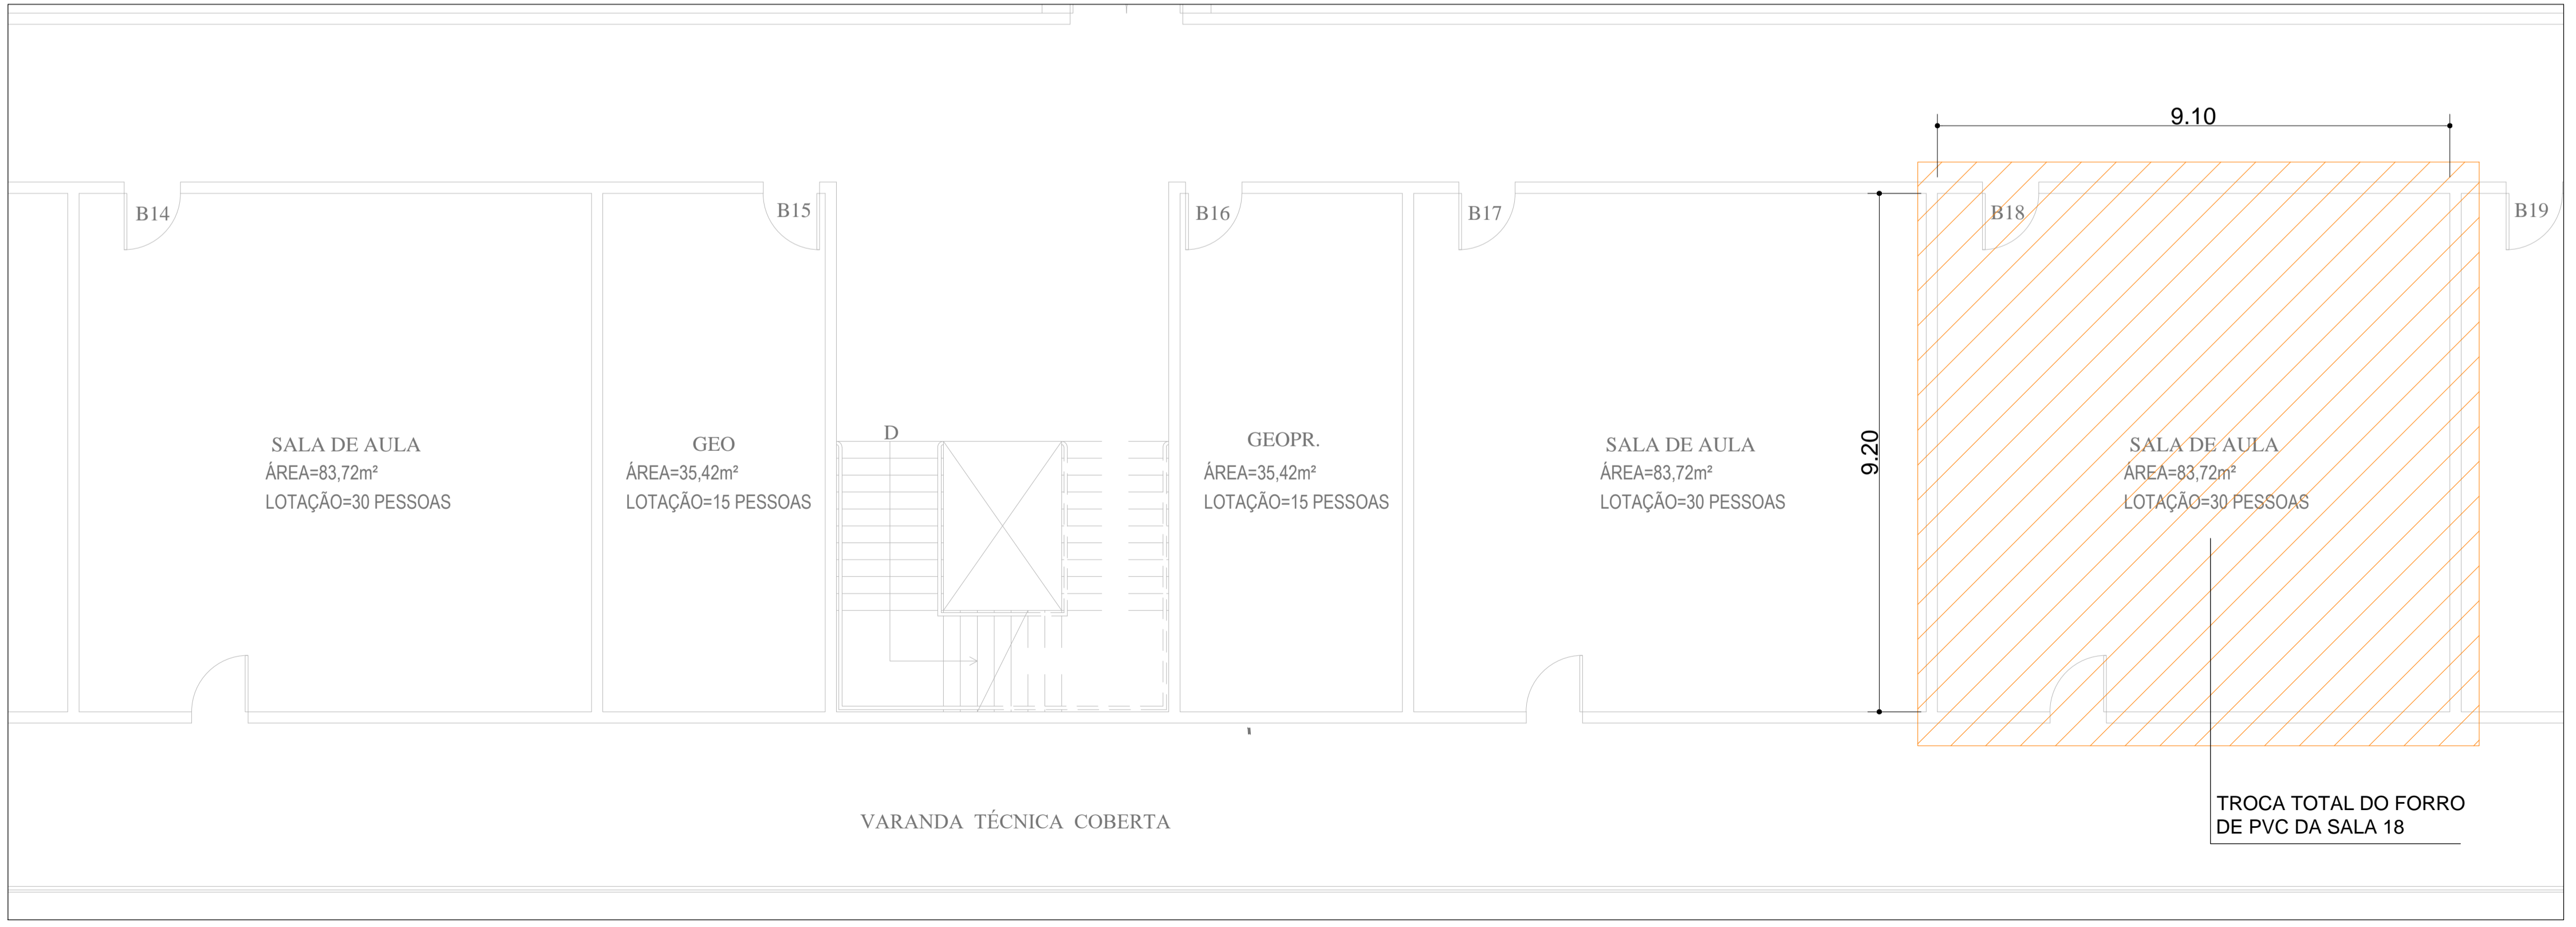 9.10
B14
B15
B16
B17
B18
B19
D
9.20
SALA DE AULA
ÁREA=83,72m²
LOTAÇÃO=30 PESSOAS
GEO
ÁREA=35,42m²
LOTAÇÃO=15 PESSOAS
GEOPR.
ÁREA=35,42m²
LOTAÇÃO=15 PESSOAS
SALA DE AULA
ÁREA=83,72m²
LOTAÇÃO=30 PESSOAS
SALA DE AULA
ÁREA=83,72m²
LOTAÇÃO=30 PESSOAS
TROCA TOTAL DO FORRO
DE PVC DA SALA 18
VARANDA TÉCNICA COBERTA